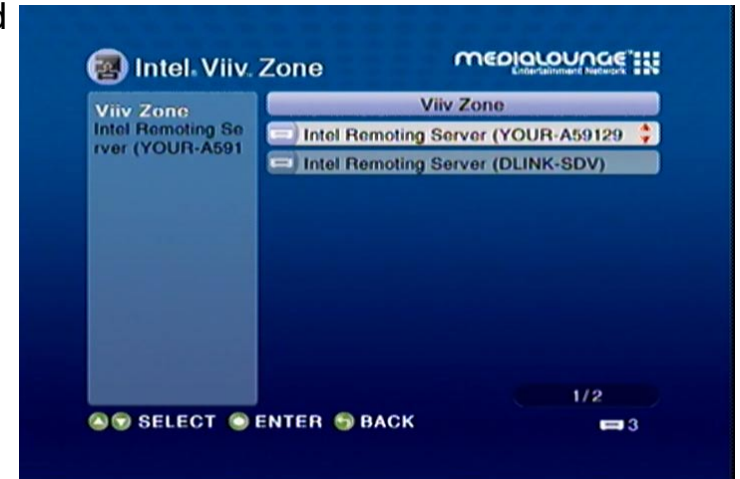 d
Intel. Viiv. Zone
MEDIALOUNGE™
Entertainment Network
Viiv Zone
Intel Remoting Se
rver (YOUR-A591
Viiv Zone
Intel Remoting Server (YOUR-A59129
Intel Remoting Server (DLINK-SDV)
1/2
SELECT ENTER BACK
3